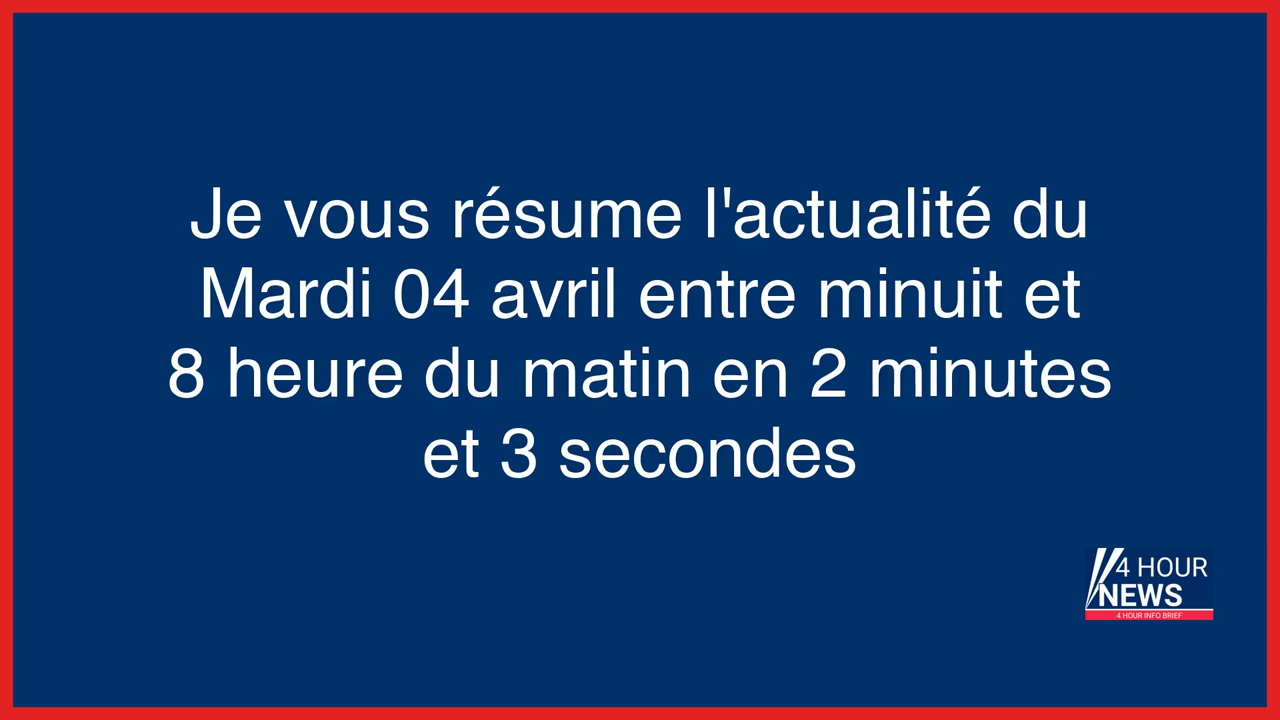 Je vous résume l'actualité du
Mardi 04 avril entre minuit et
8 heure du matin en 2 minutes
et 3 secondes
4 HOUR
NEWS
4 HOUR INFO BRIEF